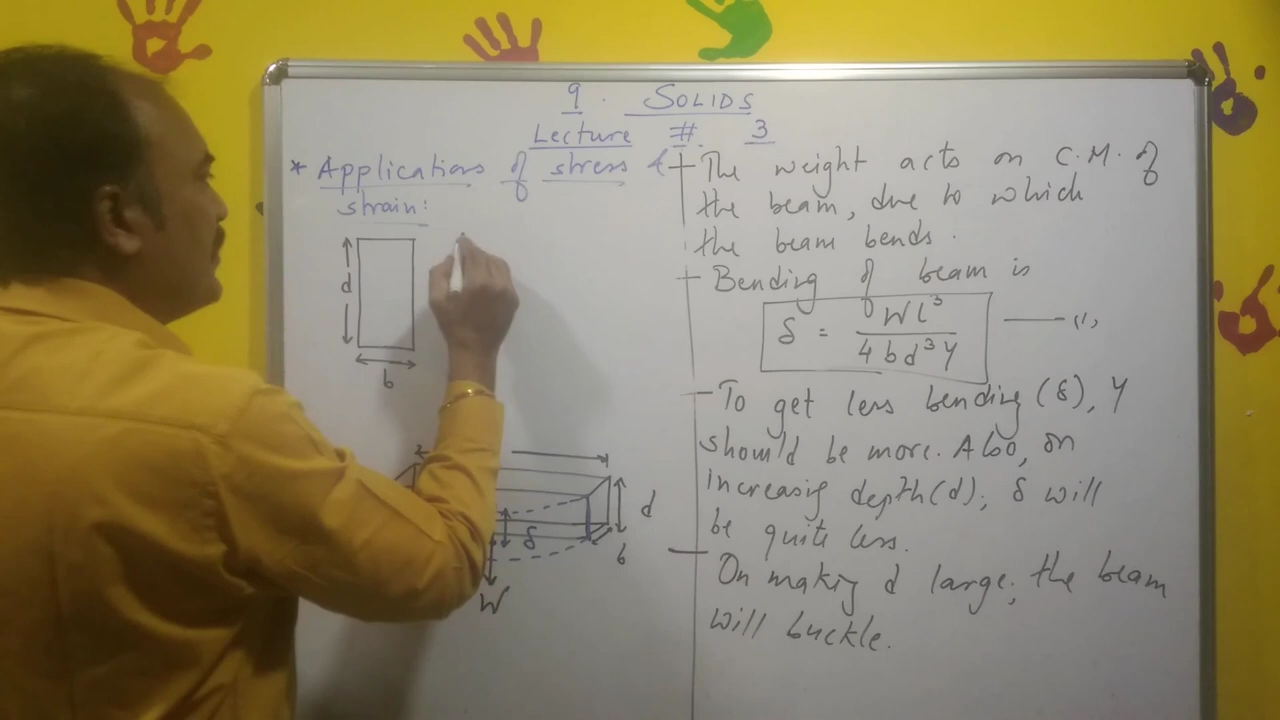 9. SOLIDS
Lecture # 3
* Applications of stress &
strain:
d
b
l
d
δ
b
W
The weight acts on C.M. of
the beam, due to which
the beam bends.
Bending of beam is
δ = Wl³ / 4bd³Y — (1)
- To get less bending (δ), Y
should be more. Also, on
increasing depth(d), δ will
be quite less.
On making d large, the beam
will buckle.